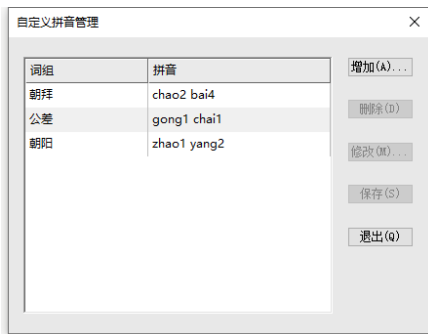 自定义拼音管理
词组 拼音
朝拜 chao2 bai4
公差 gong1 chai1
朝阳 zhao1 yang2
增加(A)...
删除(D)
修改(M)...
保存(S)
退出(Q)